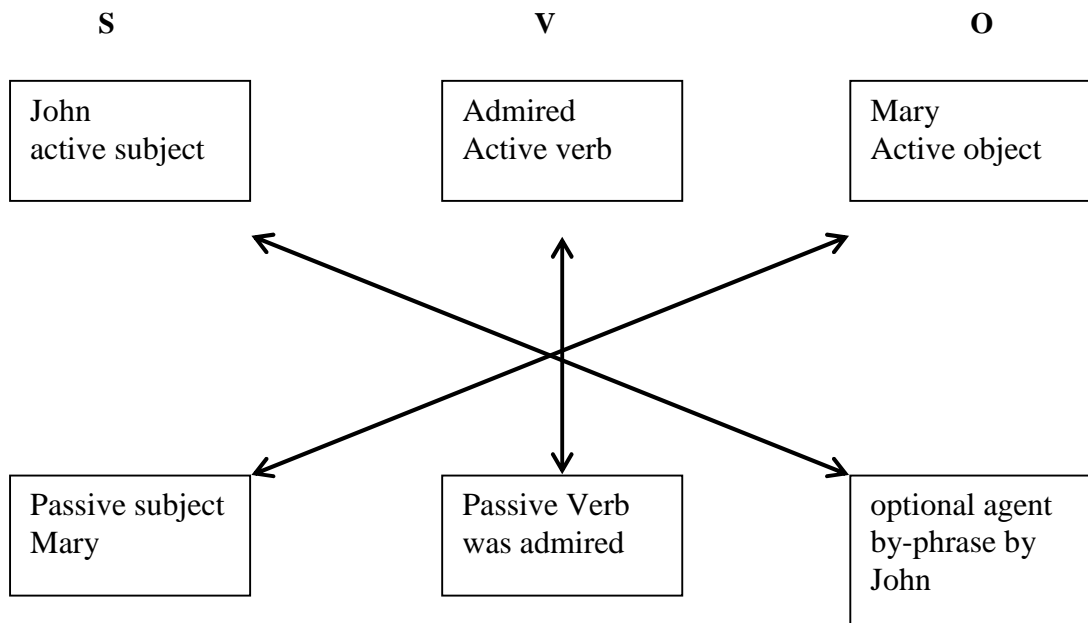 S V O
John
active subject
Admired
Active verb
Mary
Active object
Passive subject
Mary
Passive Verb
was admired
optional agent
by-phrase by
John